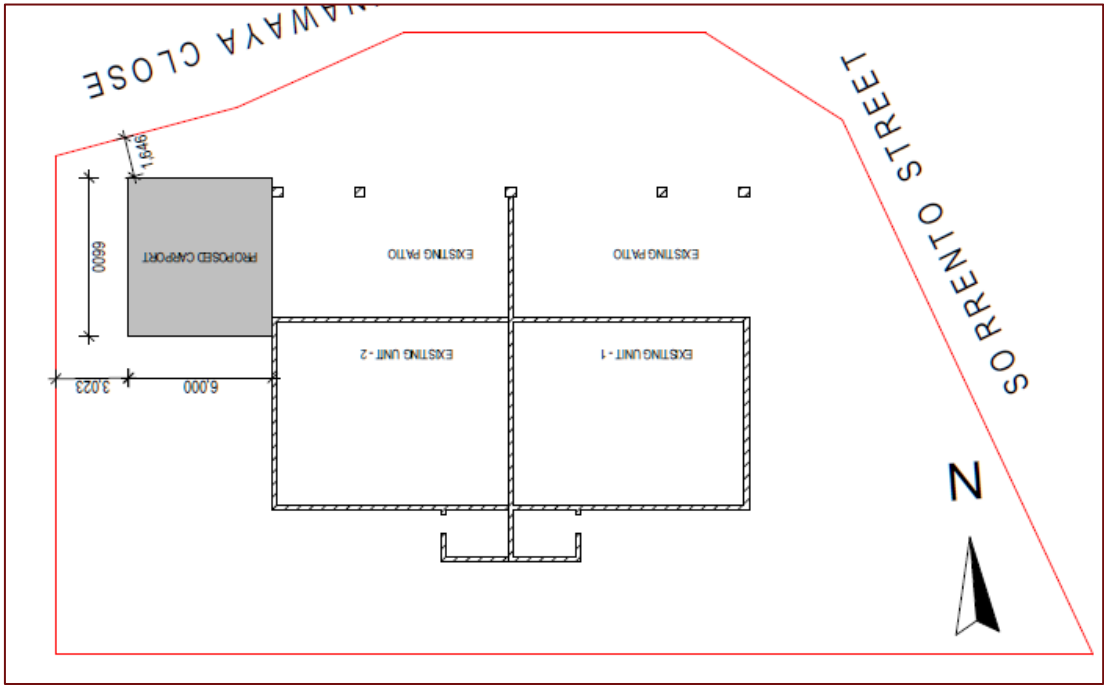 NAWAYA CLOSE
SORRENTO STREET
1,646
6600
PROPOSED CARPORT
EXISTING PATIO
EXISTING PATIO
EXISTING UNIT - 2
EXISTING UNIT - 1
3,023
6,000
N